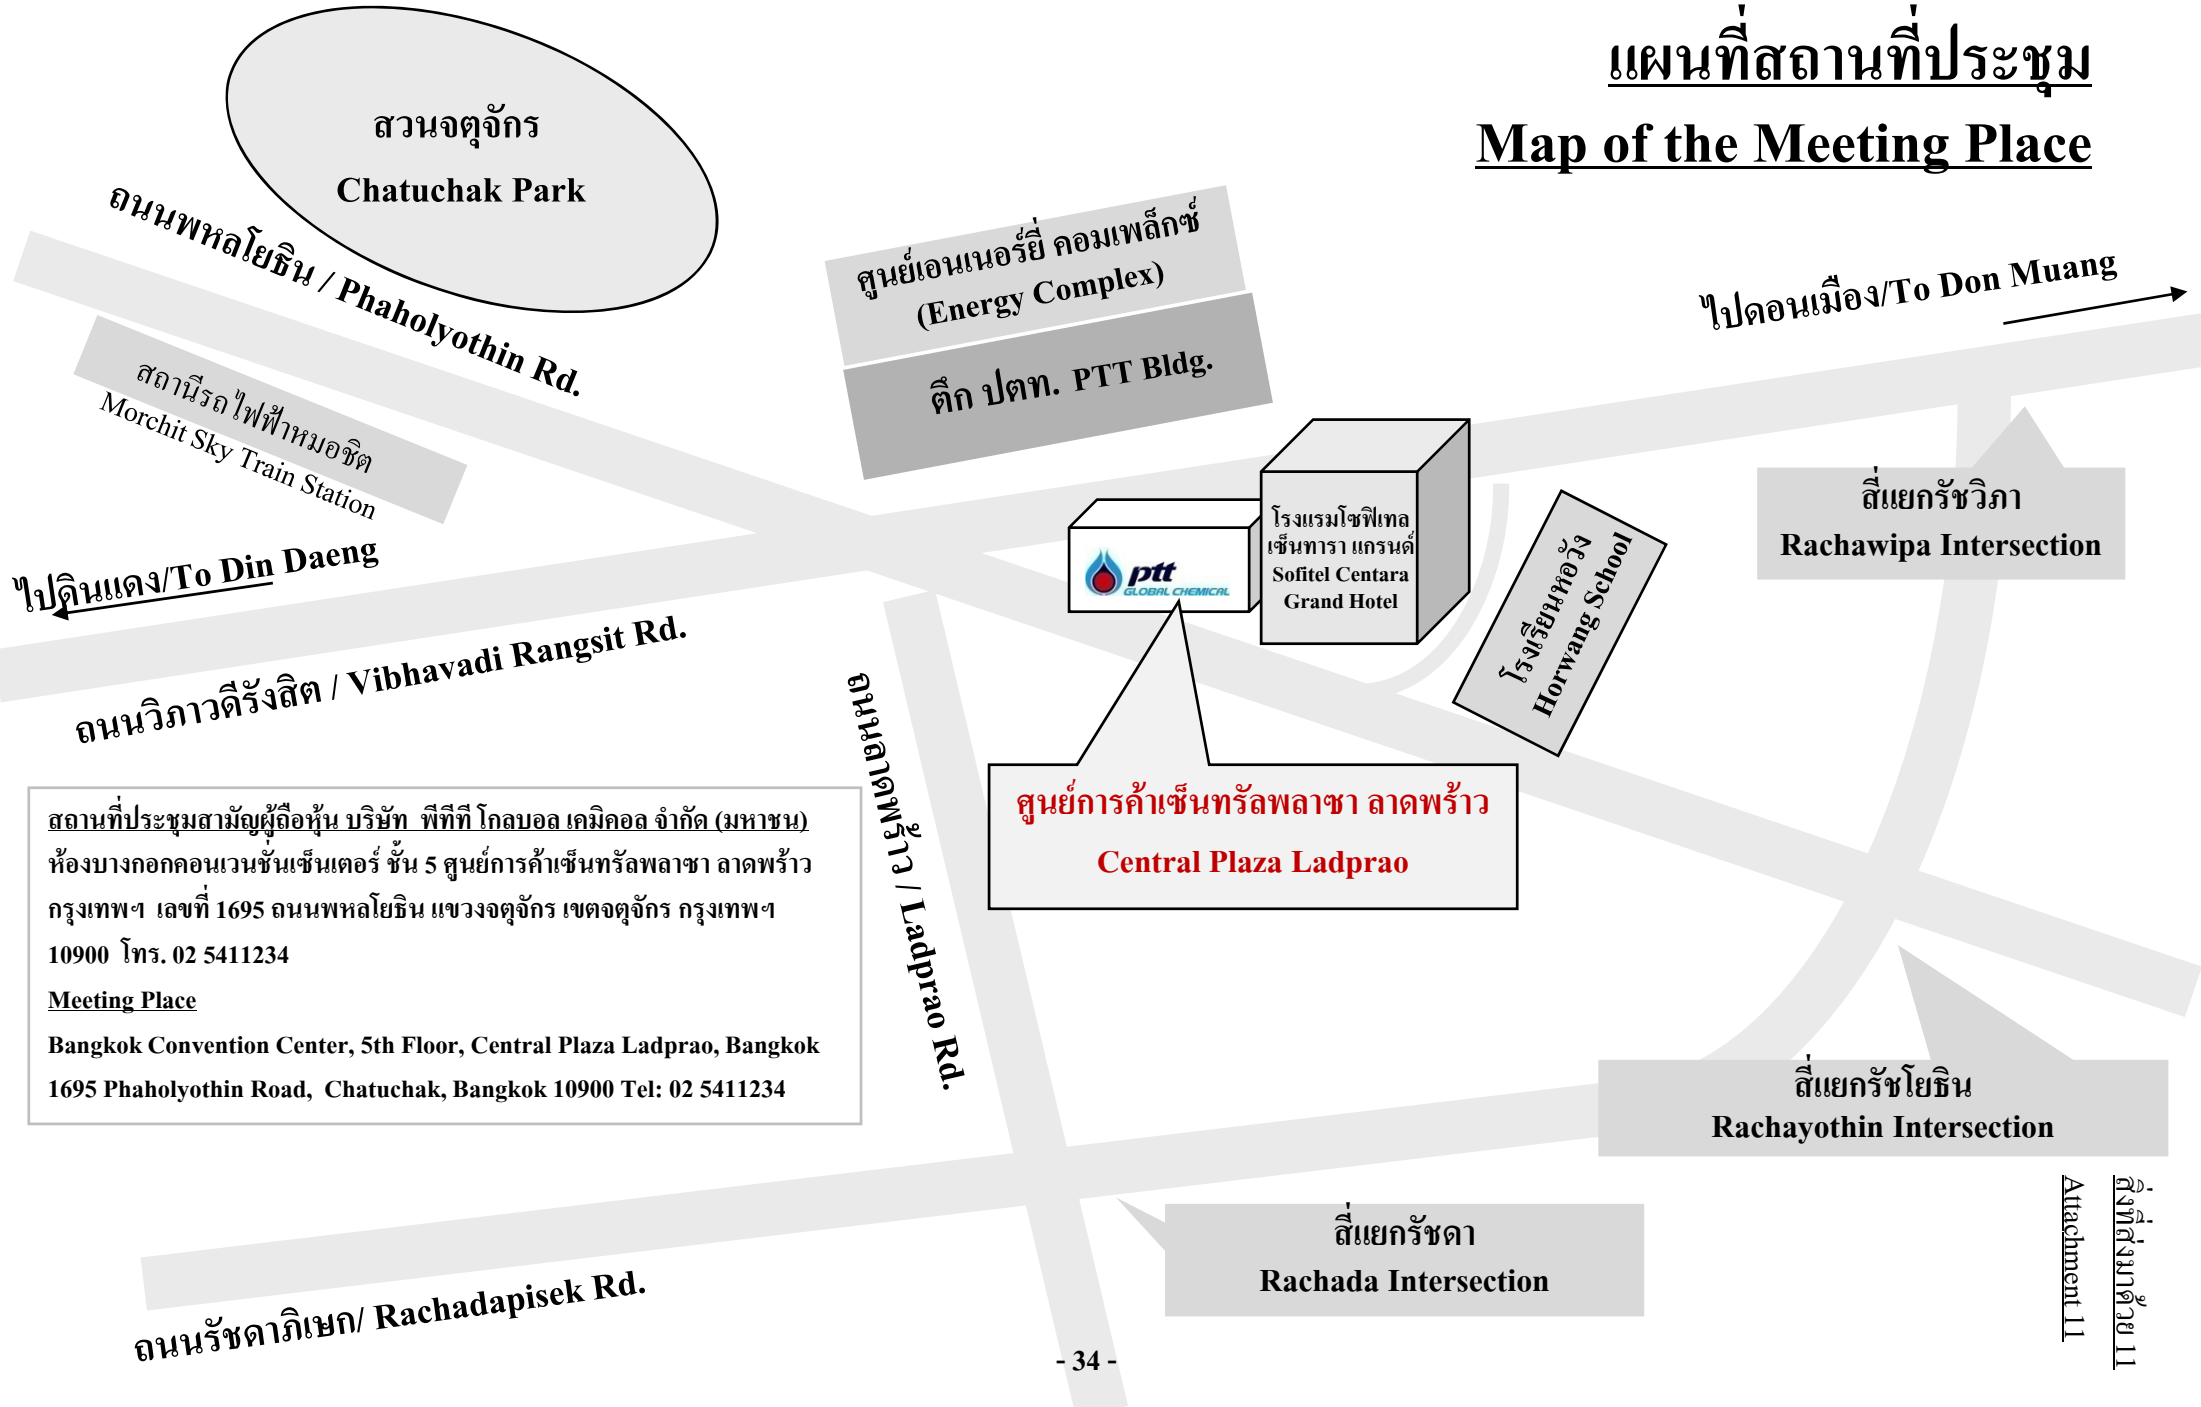 แผนที่สถานที่ประชุม
Map of the Meeting Place
สวนจตุจักร
Chatuchak Park
ถนนพหลโยธิน / Phaholyothin Rd.
ศูนย์เอนเนอร์ยี่ คอมเพล็กซ์
(Energy Complex)
ตึก ปตท. PTT Bldg.
ไปดอนเมือง/To Don Muang
สถานีรถไฟฟ้าหมอชิต
Morchit Sky Train Station
สี่แยกรัชวิภา
Rachawipa Intersection
โรงแรมโซฟิเทล
เซ็นทารา แกรนด์
Sofitel Centara
Grand Hotel
ptt
GLOBAL CHEMICAL
โรงเรียนหอวัง
Horwang School
ไปดินแดง/To Din Daeng
ถนนวิภาวดีรังสิต / Vibhavadi Rangsit Rd.
ถนนลาดพร้าว / Ladprao Rd.
ศูนย์การค้าเซ็นทรัลพลาซา ลาดพร้าว
Central Plaza Ladprao
สถานที่ประชุมสามัญผู้ถือหุ้น บริษัท พีทีที โกลบอล เคมิคอล จำกัด (มหาชน)
ห้องบางกอกคอนเวนชั่นเซ็นเตอร์ ชั้น 5 ศูนย์การค้าเซ็นทรัลพลาซา ลาดพร้าว
กรุงเทพฯ เลขที่ 1695 ถนนพหลโยธิน แขวงจตุจักร เขตจตุจักร กรุงเทพฯ
10900 โทร. 02 5411234
Meeting Place
Bangkok Convention Center, 5th Floor, Central Plaza Ladprao, Bangkok
1695 Phaholyothin Road, Chatuchak, Bangkok 10900 Tel: 02 5411234
สี่แยกรัชโยธิน
Rachayothin Intersection
สี่แยกรัชดา
Rachada Intersection
ถนนรัชดาภิเษก/ Rachadapisek Rd.
สิ่งที่ส่งมาด้วย 11
Attachment 11
- 34 -